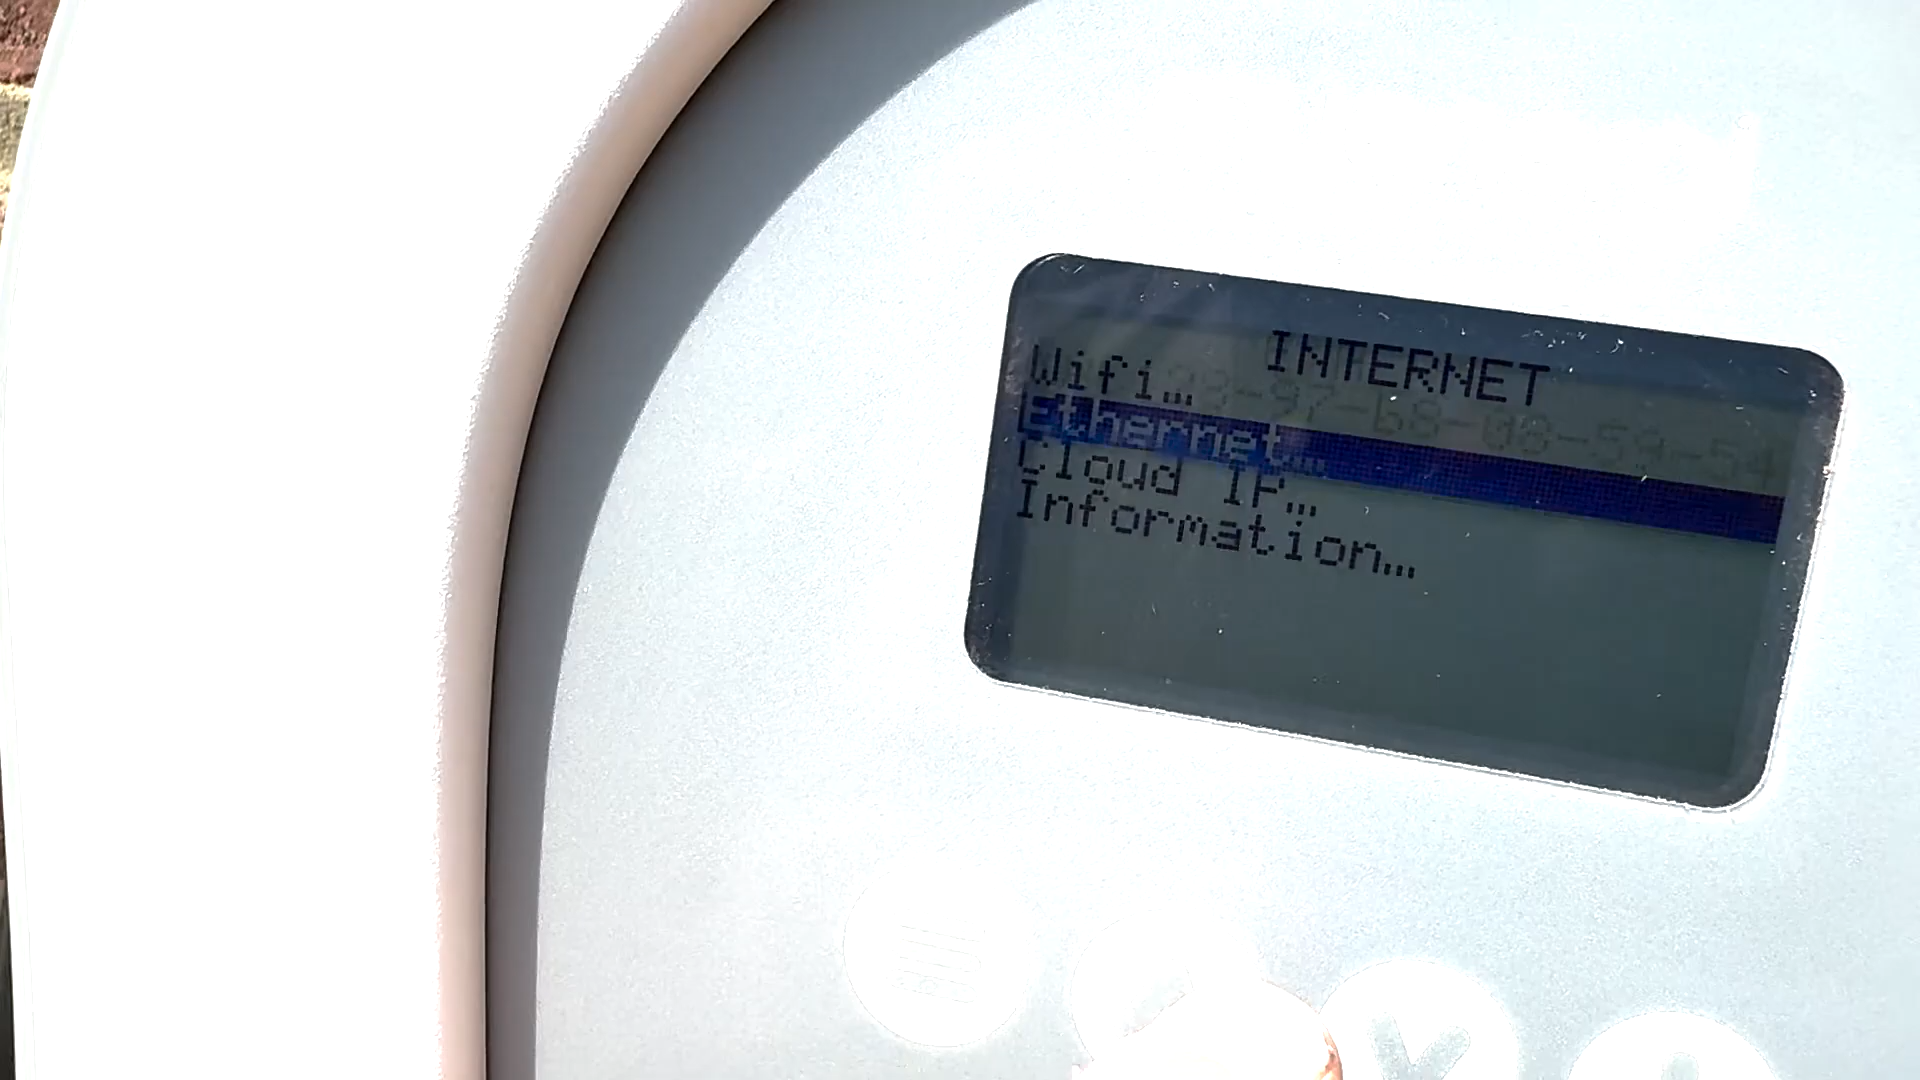 INTERNET
Wifi...
Ethernet...
Cloud IP...
Information...